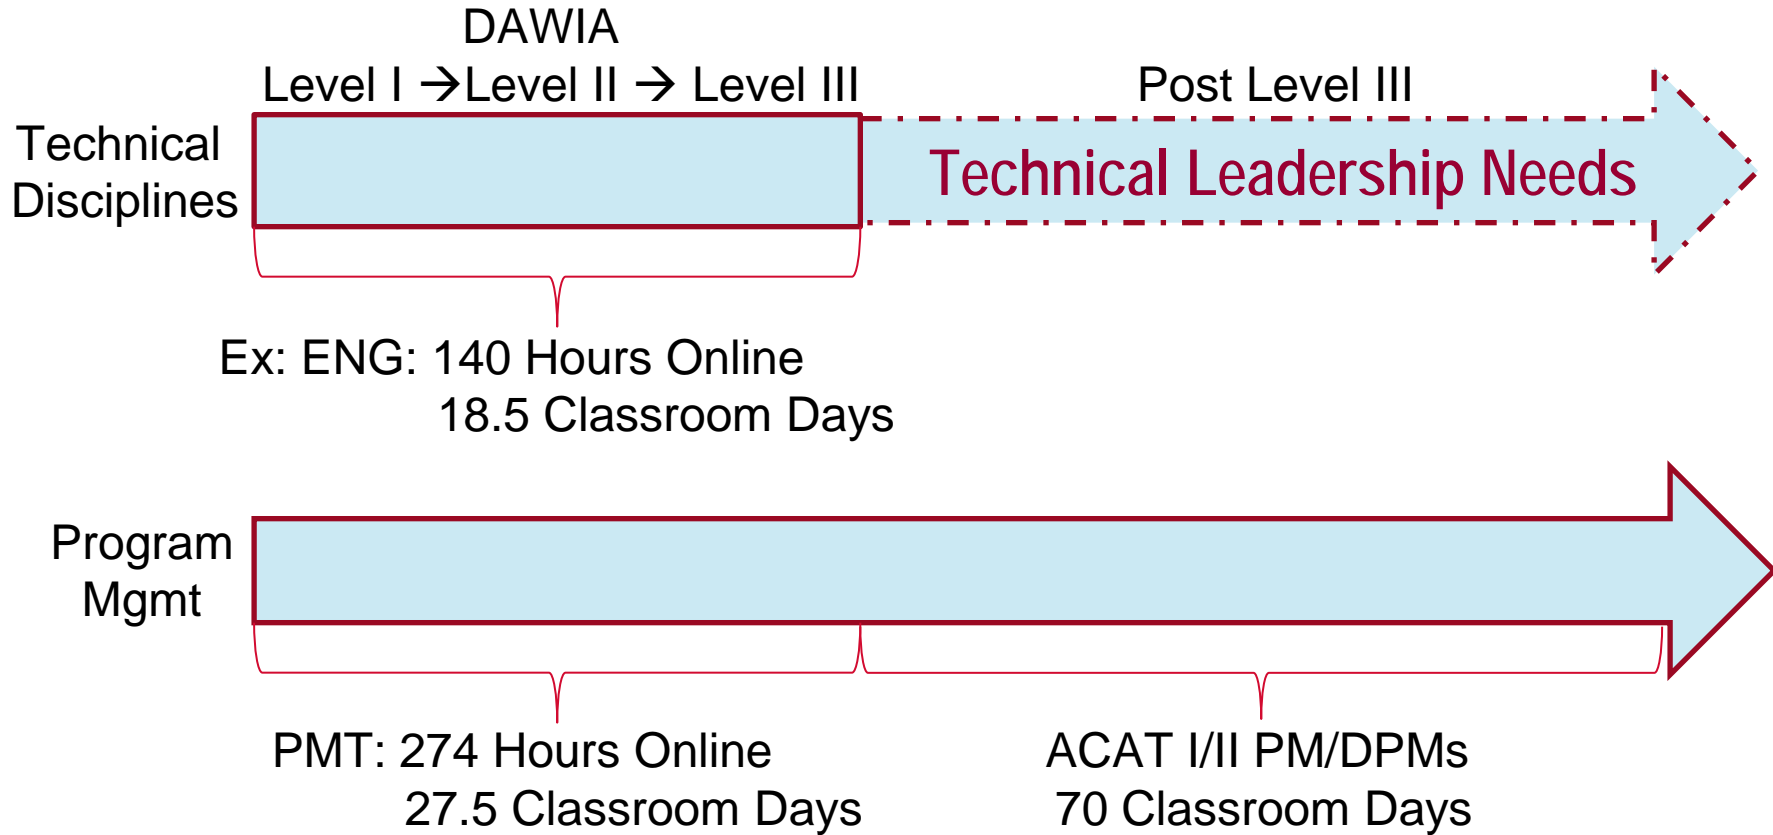 DAWIA
Level I →Level II → Level III
Post Level III
Technical
Disciplines
Technical Leadership Needs
Ex: ENG: 140 Hours Online
18.5 Classroom Days
Program
Mgmt
PMT: 274 Hours Online
27.5 Classroom Days
ACAT I/II PM/DPMs
70 Classroom Days